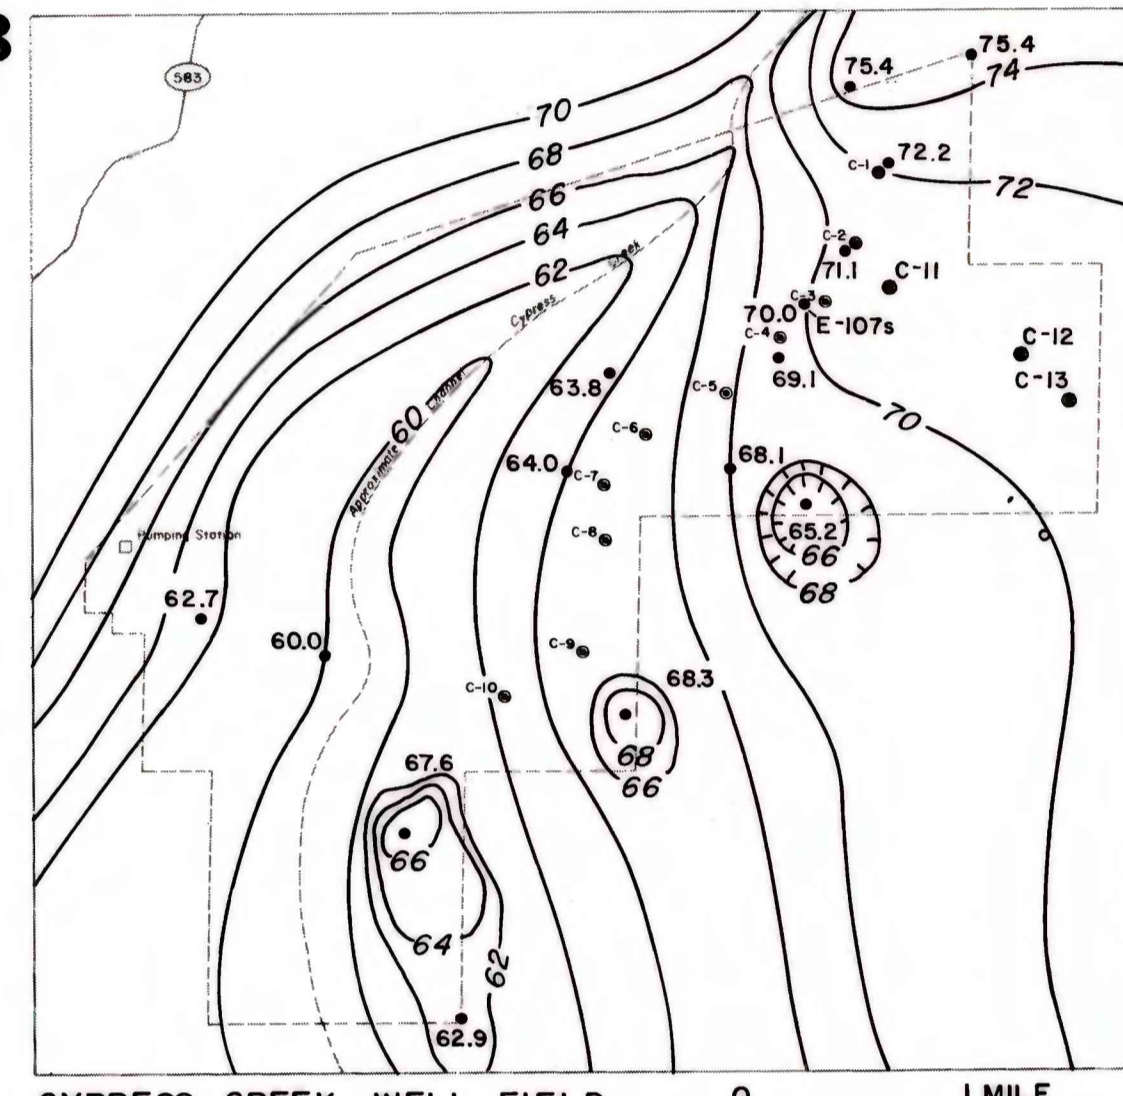 583
75.4
75.4
74
70
68
66
64
62
C-1
72.2
72
C-2
71.1
C-11
C-3
70.0
E-107s
C-4
69.1
C-12
C-13
Cypress
Creek
Channel
Approximate
60
63.8
C-5
C-6
70
64.0
C-7
68.1
C-8
65.2
66
68
Pumping Station
62.7
60.0
C-9
C-10
68.3
68
66
67.6
66
64
62
62.9
CYPRESS CREEK WELL FIELD
0
1 MILE